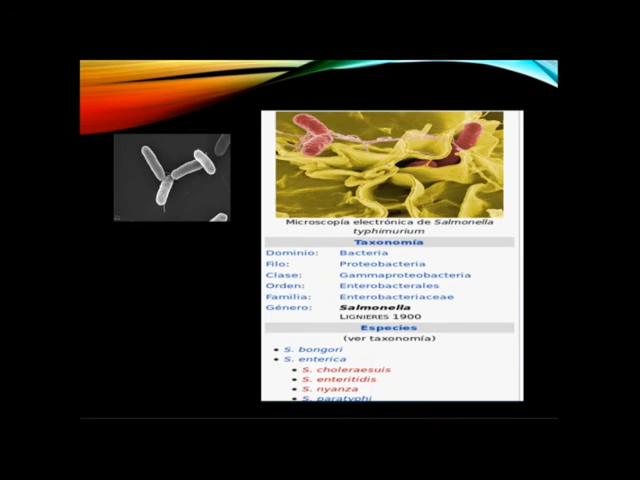 Microscopía electrónica de Salmonella
typhimurium
Taxonomía
Dominio: Bacteria
Filo: Proteobacteria
Clase: Gammaproteobacteria
Orden: Enterobacterales
Familia: Enterobacteriaceae
Género: Salmonella
LIGNIERES 1900
Especies
(ver taxonomía)
• S. bongori
• S. enterica
• S. choleraesuis
• S. enteritidis
• S. nyanza
• S. paratyphi